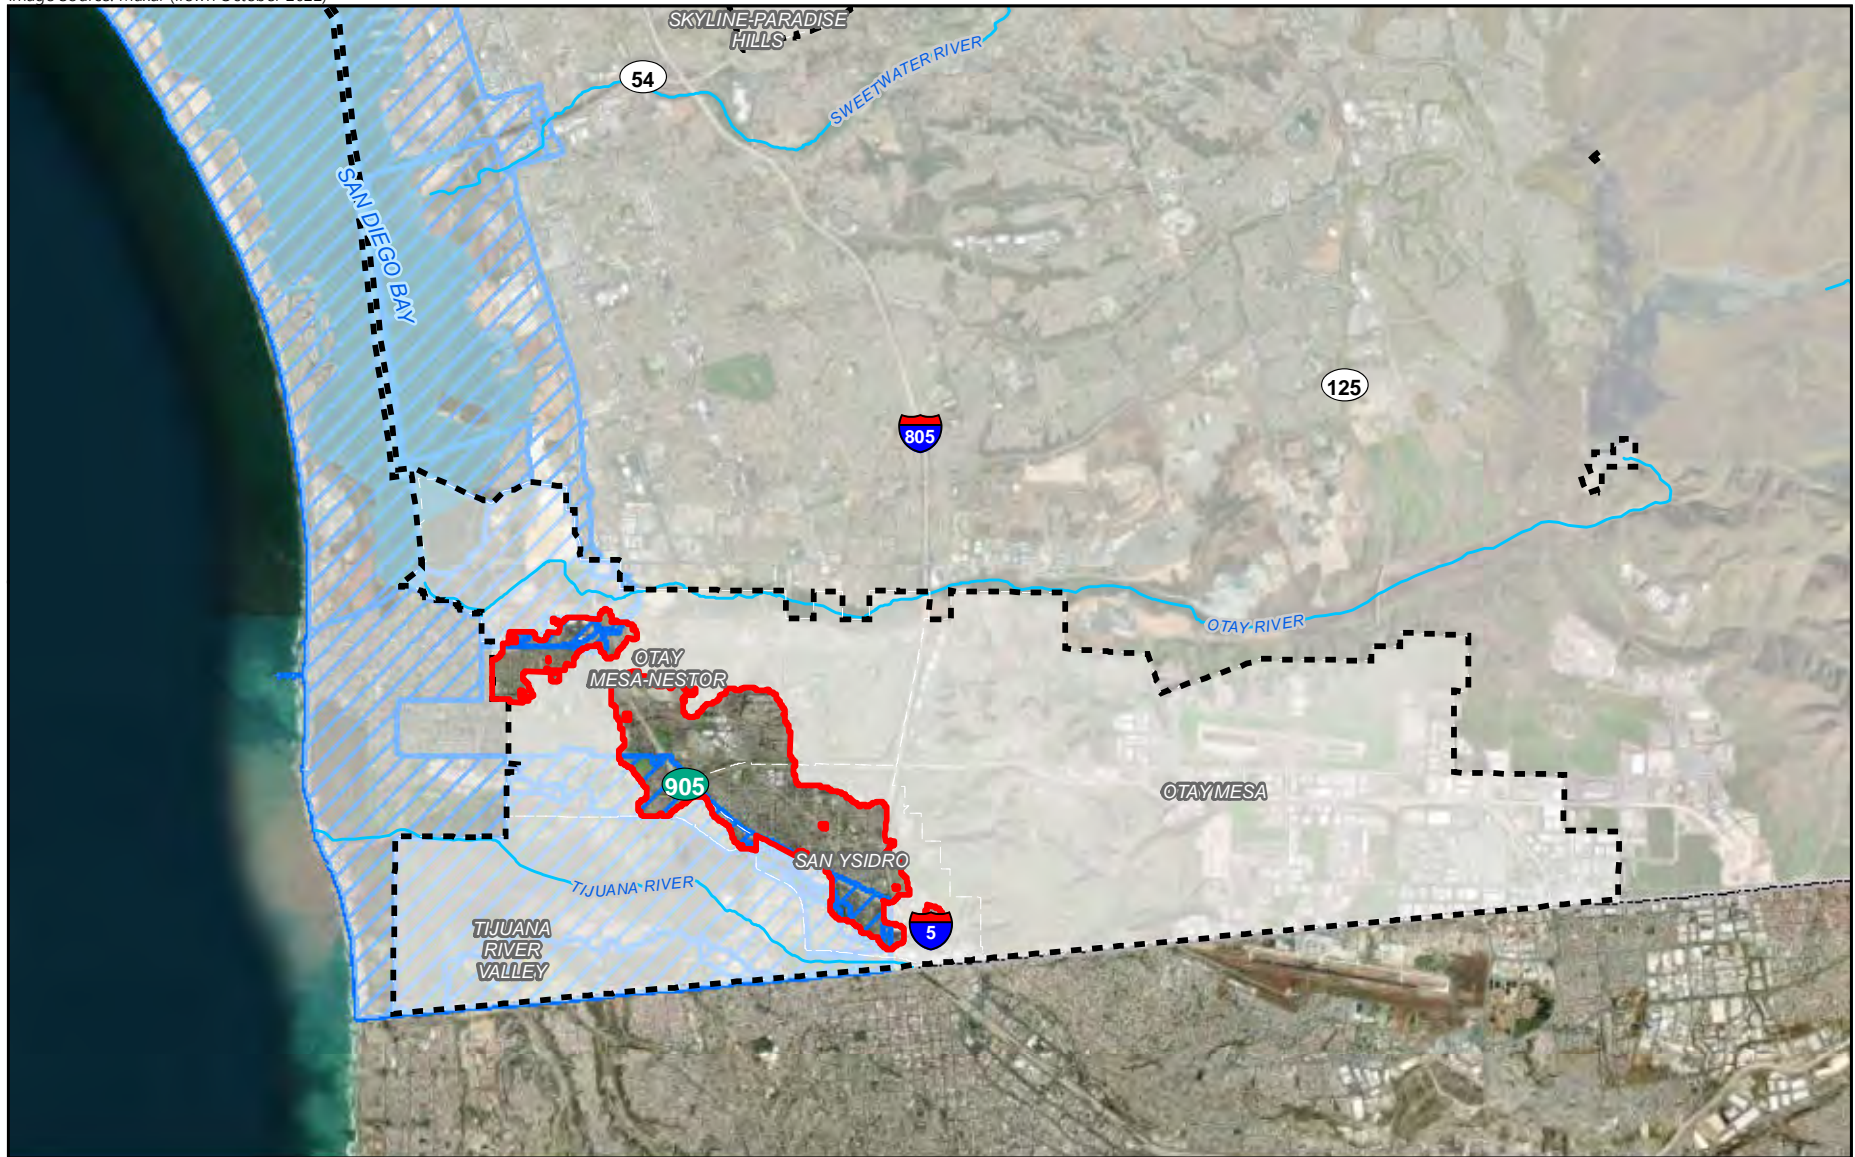 SKYLINE-PARADISE
HILLS
54
SWEETWATER RIVER
SAN DIEGO BAY
125
805
OTAY RIVER
OTAY
MESA-NESTOR
905
OTAY MESA
SAN YSIDRO
TIJUANA RIVER
5
TIJUANA
RIVER
VALLEY